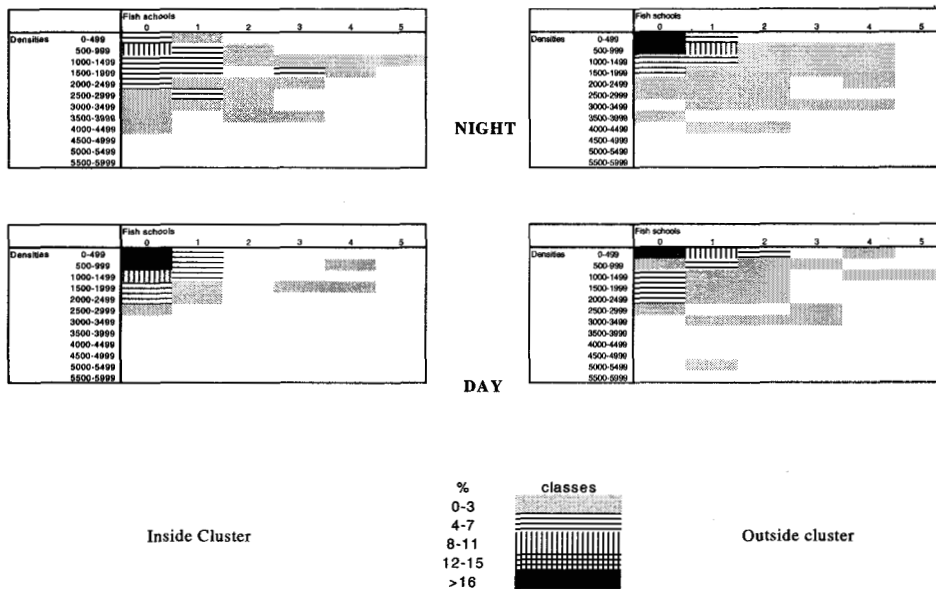 Fish schools
0 1 2 3 4 5
Densities 0-499
500-999
1000-1499
1500-1999
2000-2499
2500-2999
3000-3499
3500-3999
4000-4499
4500-4999
5000-5499
5500-5999
Fish schools
0 1 2 3 4 5
Densities 0-499
500-999
1000-1499
1500-1999
2000-2499
2500-2999
3000-3499
3500-3999
4000-4499
4500-4999
5000-5499
5500-5999
NIGHT
Fish schools
0 1 2 3 4 5
Densities 0-499
500-999
1000-1499
1500-1999
2000-2499
2500-2999
3000-3499
3500-3999
4000-4499
4500-4999
5000-5499
5500-5999
Fish schools
0 1 2 3 4 5
Densities 0-499
500-999
1000-1499
1500-1999
2000-2499
2500-2999
3000-3499
3500-3999
4000-4499
4500-4999
5000-5499
5500-5999
DAY
% classes
0-3
4-7
8-11
12-15
>16
Inside Cluster
Outside cluster